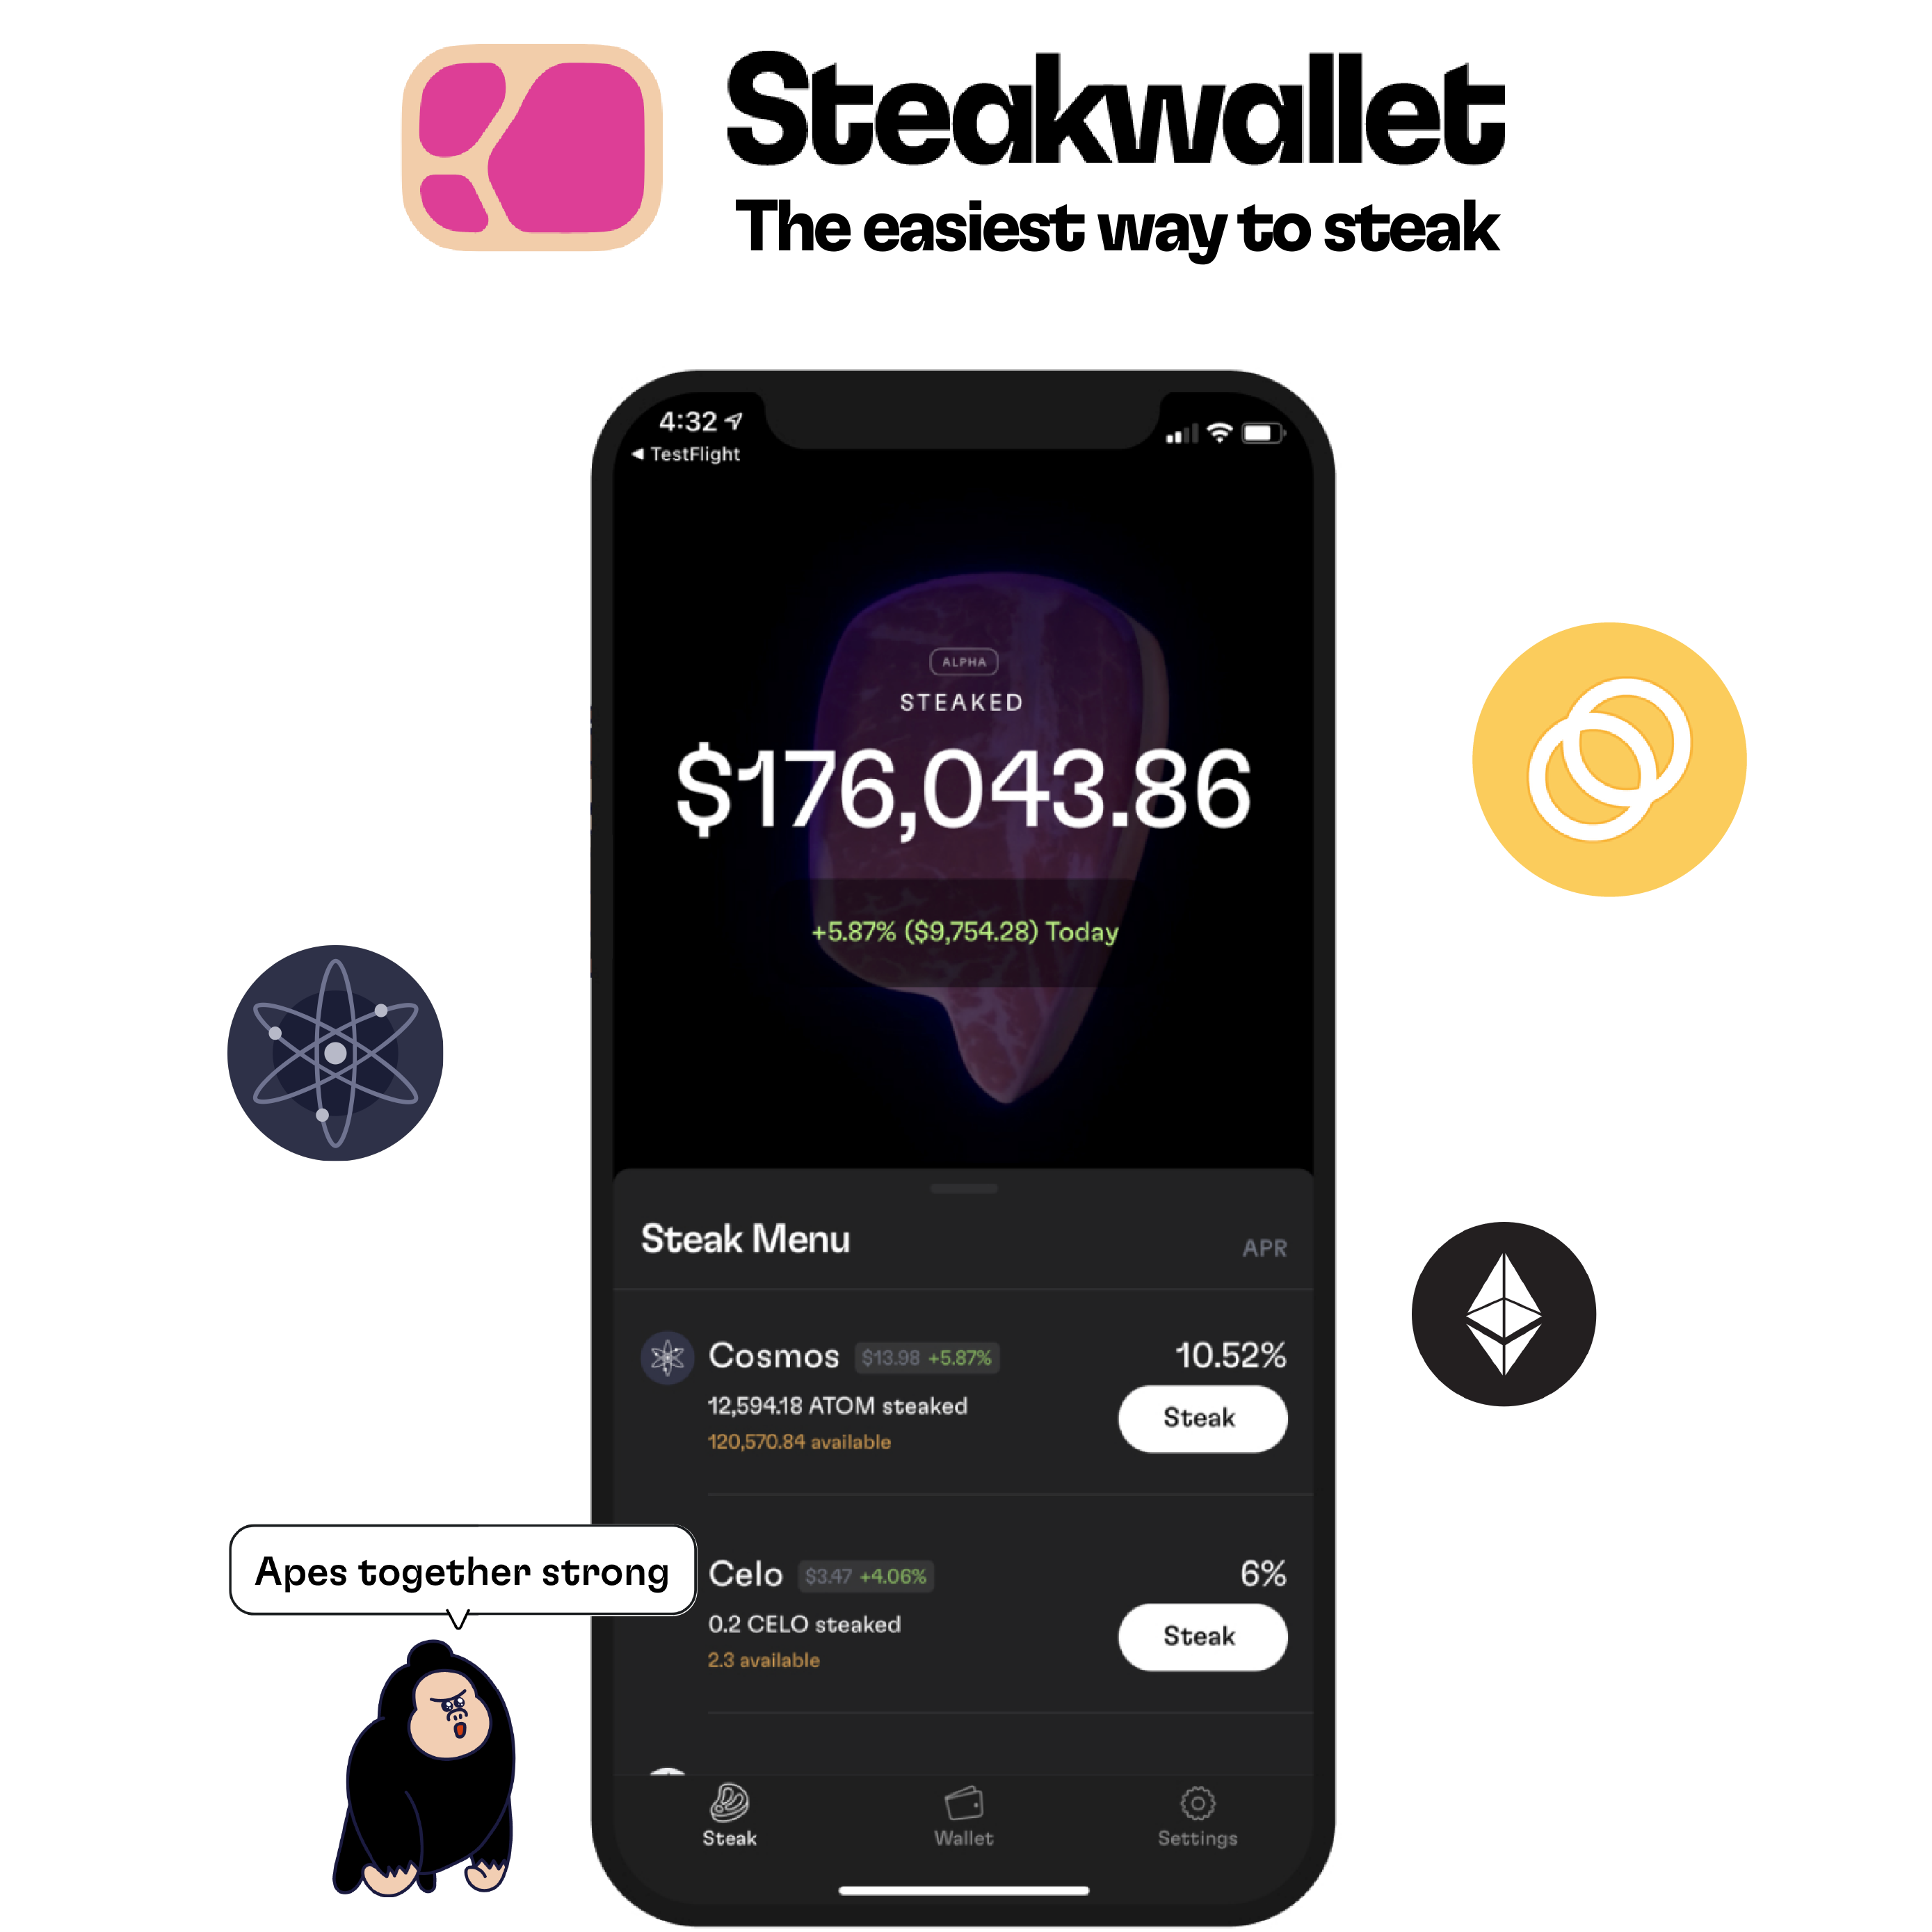 Steakwallet
The easiest way to steak
4:32
◀ TestFlight
ALPHA
STEAKED
$176,043.86
+5.87% ($9,754.28) Today
Steak Menu
APR
Cosmos $13.98 +5.87% 10.52%
12,594.18 ATOM steaked
Steak
120,570.84 available
Apes together strong
Celo $3.47 +4.06% 6%
0.2 CELO steaked
Steak
2.3 available
Steak Wallet Settings